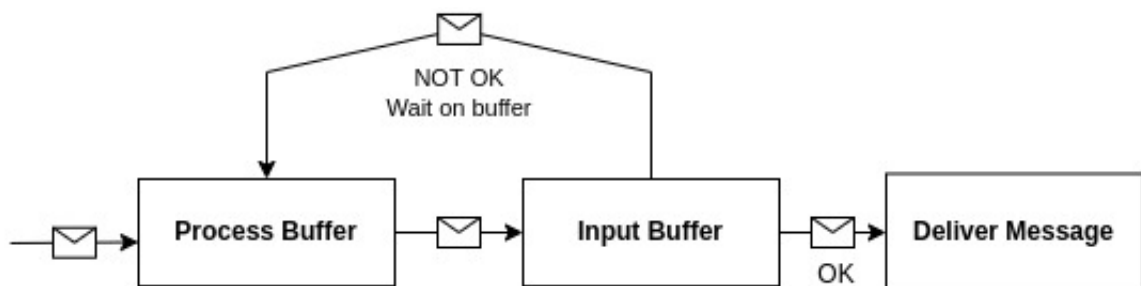 NOT OK
Wait on buffer
Process Buffer
Input Buffer
Deliver Message
OK